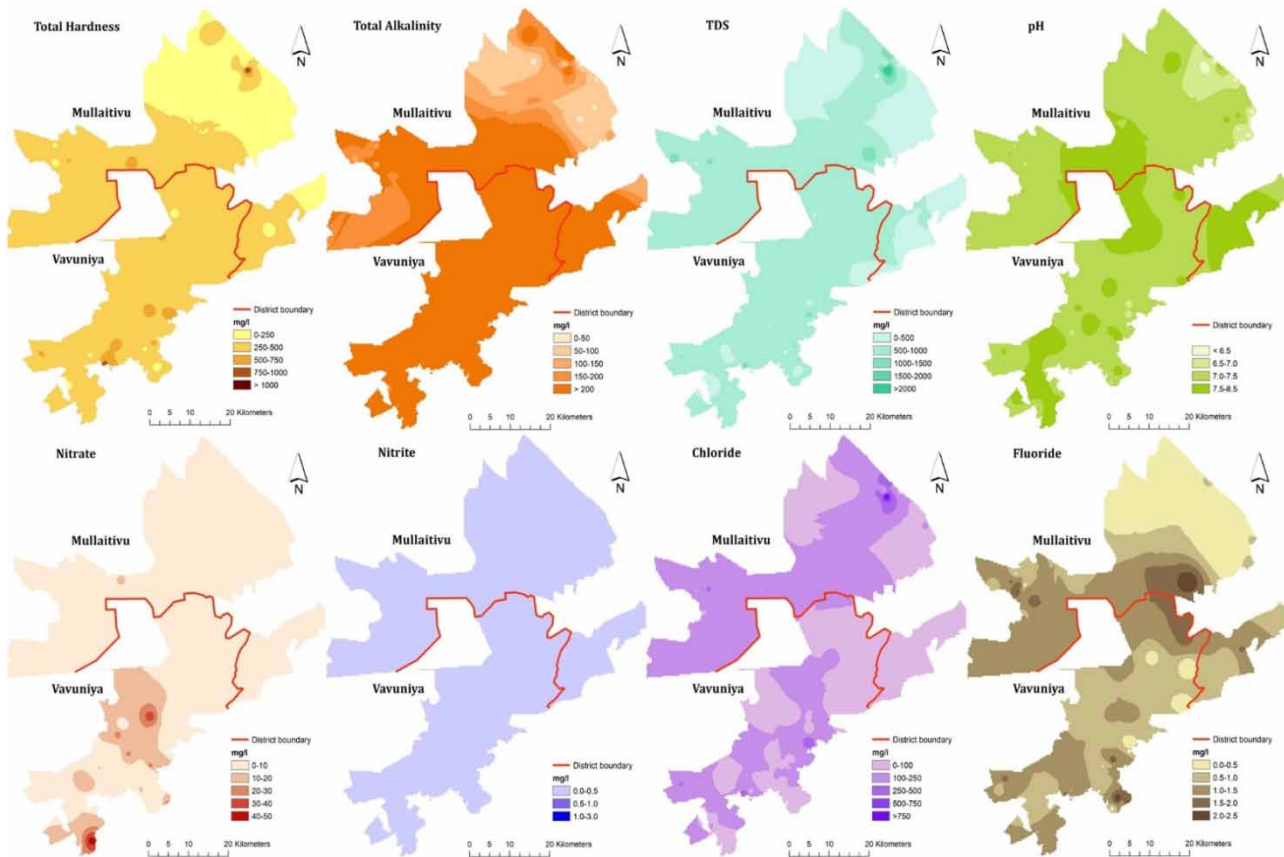 Total Hardness
N
Mullaitivu
Vavuniya
District boundary
mg/l
0-250
250-500
500-750
750-1000
> 1000
0 5 10 20 Kilometers
Total Alkalinity
N
Mullaitivu
Vavuniya
District boundary
mg/l
0-50
50-100
100-150
150-200
> 200
0 5 10 20 Kilometers
TDS
N
Mullaitivu
Vavuniya
District boundary
mg/l
0-500
500-1000
1000-1500
1500-2000
>2000
0 5 10 20 Kilometers
pH
N
Mullaitivu
Vavuniya
District boundary
< 6.5
6.5-7.0
7.0-7.5
7.5-8.5
0 5 10 20 Kilometers
Nitrate
N
Mullaitivu
Vavuniya
District boundary
mg/l
0-10
10-20
20-30
30-40
40-50
0 5 10 20 Kilometers
Nitrite
N
Mullaitivu
Vavuniya
District boundary
mg/l
0.0-0.5
0.5-1.0
1.0-3.0
0 5 10 20 Kilometers
Chloride
N
Mullaitivu
Vavuniya
District boundary
mg/l
0-100
100-250
250-500
500-750
>750
0 5 10 20 Kilometers
Fluoride
N
Mullaitivu
Vavuniya
District boundary
mg/l
0.0-0.5
0.5-1.0
1.0-1.5
1.5-2.0
2.0-2.5
0 5 10 20 Kilometers